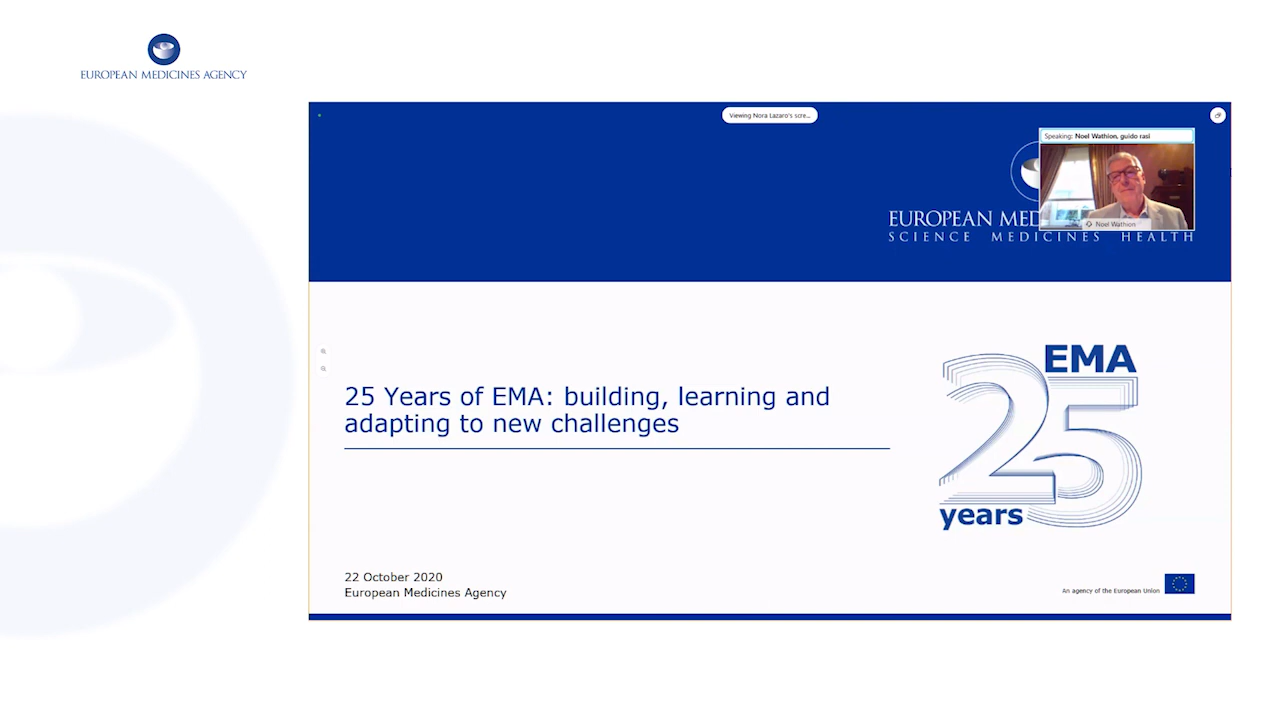 EUROPEAN MEDICINES AGENCY
Viewing Nora Lazaro's scre...
Speaking: Noel Wathion, guido rasi
Noel Wathion
EUROPEAN MED
SCIENCE MEDICINES HEALTH
EMA
25
years
25 Years of EMA: building, learning and
adapting to new challenges
22 October 2020
European Medicines Agency
An agency of the European Union